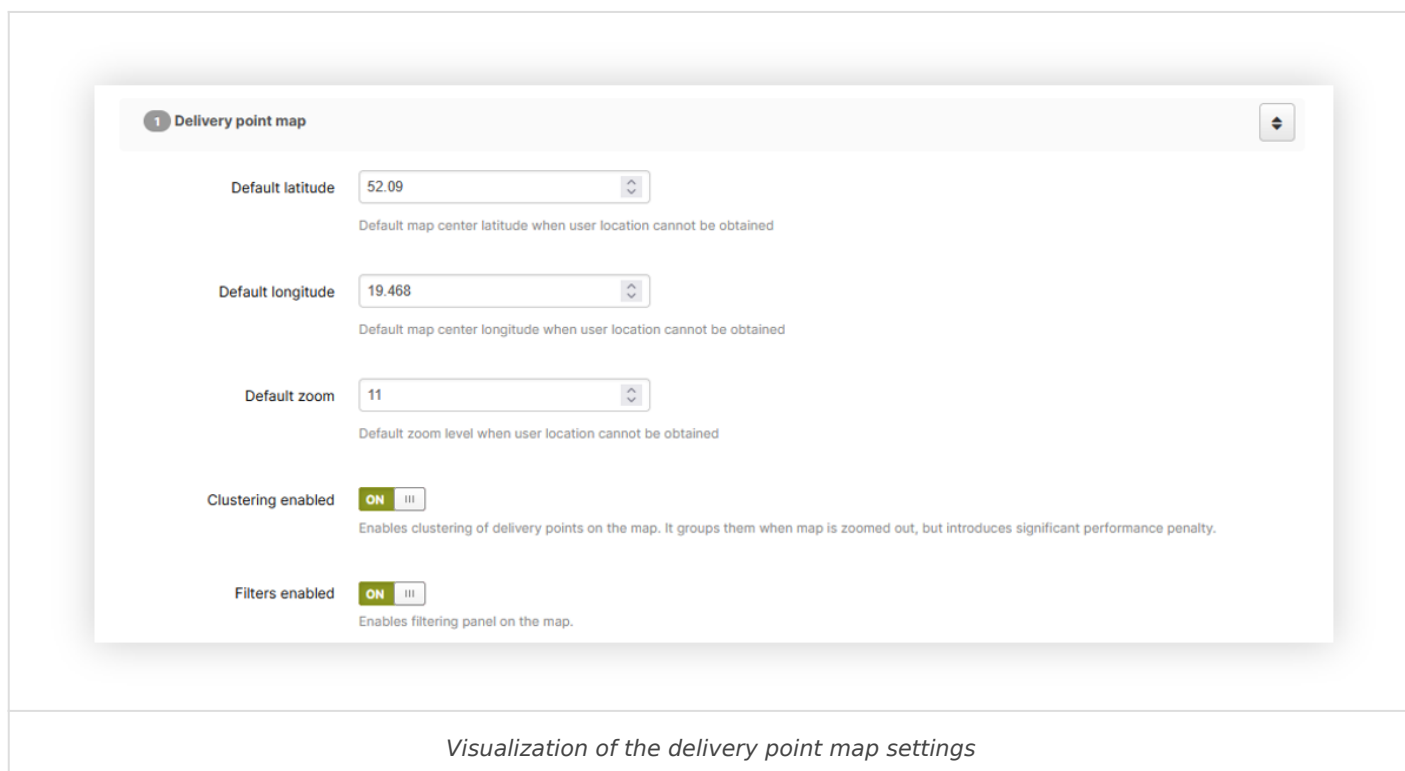 1 Delivery point map
Default latitude 52.09
Default map center latitude when user location cannot be obtained
Default longitude 19.468
Default map center longitude when user location cannot be obtained
Default zoom 11
Default zoom level when user location cannot be obtained
Clustering enabled ON
Enables clustering of delivery points on the map. It groups them when map is zoomed out, but introduces significant performance penalty.
Filters enabled ON
Enables filtering panel on the map.
Visualization of the delivery point map settings